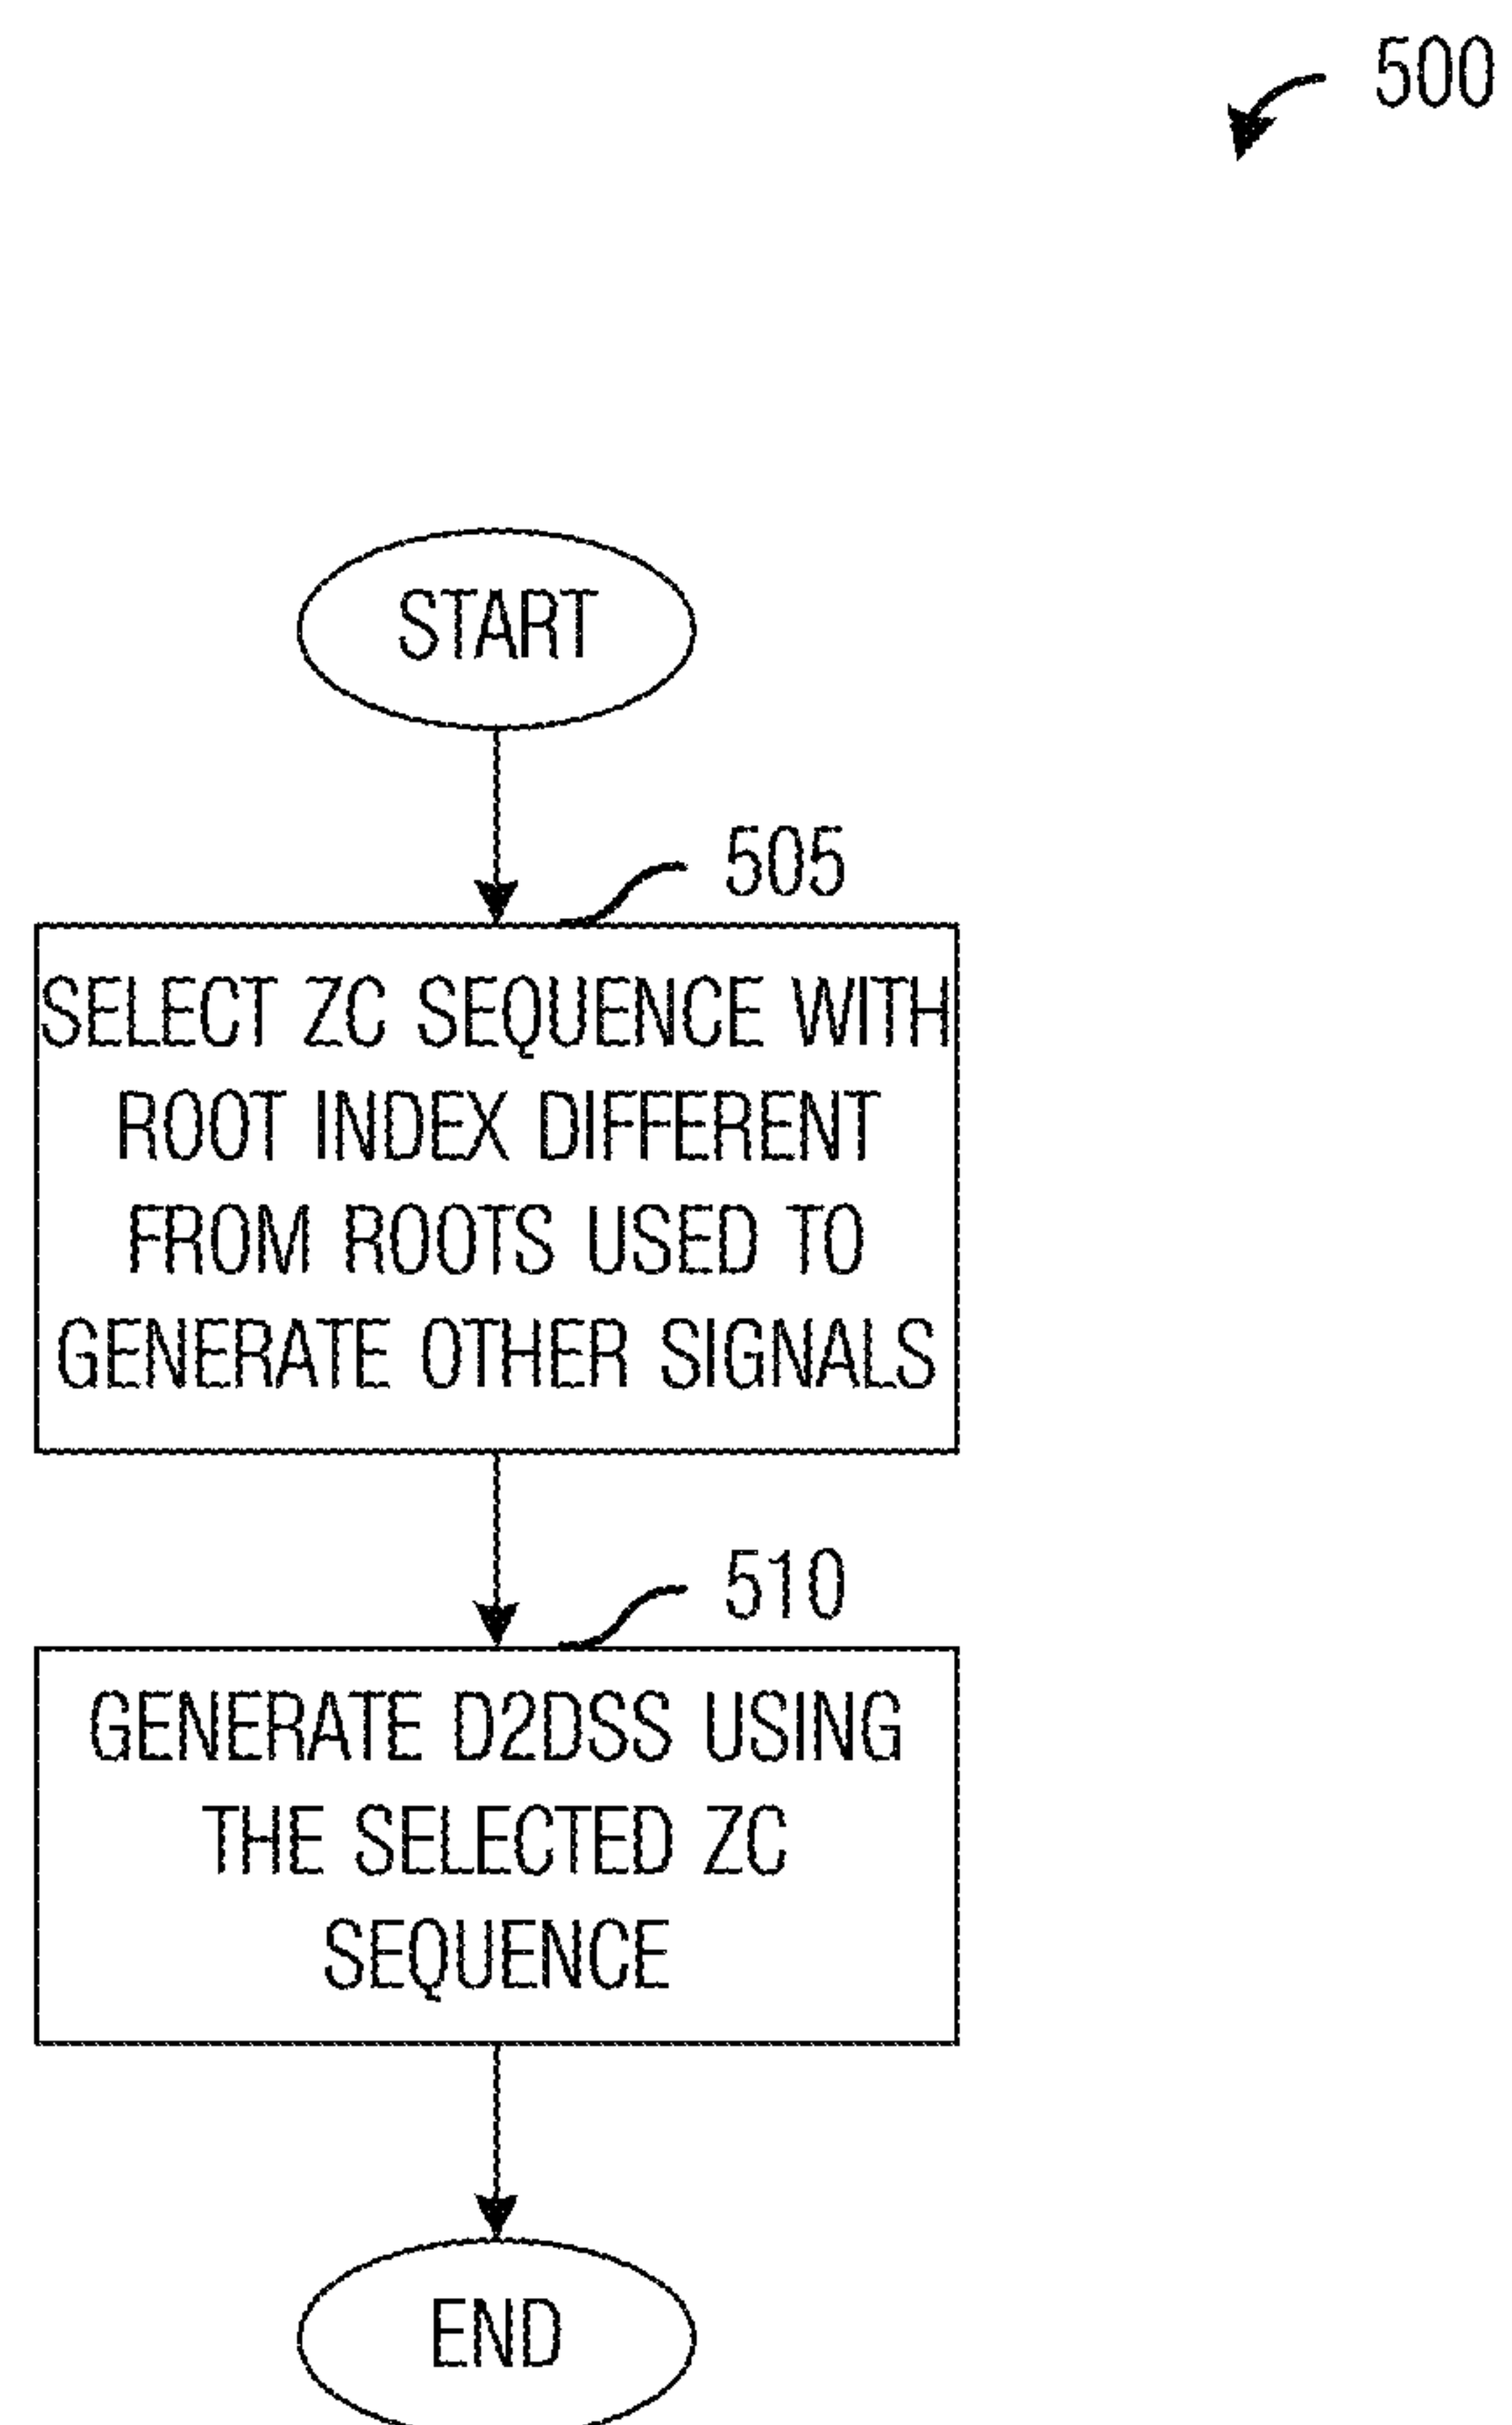 500
START
505
SELECT ZC SEQUENCE WITH
ROOT INDEX DIFFERENT
FROM ROOTS USED TO
GENERATE OTHER SIGNALS
510
GENERATE D2DSS USING
THE SELECTED ZC
SEQUENCE
END